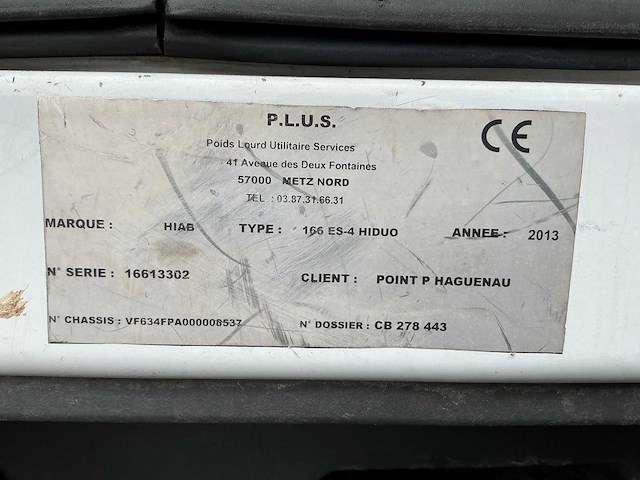 P.L.U.S.
CE
Poids Lourd Utilitaire Services
41 Avenue des Deux Fontaines
57000 METZ NORD
TEL : 03.87.31.66.31
MARQUE : HIAB TYPE : 166 ES-4 HIDUO ANNEE : 2013
N° SERIE : 16613302 CLIENT : POINT P HAGUENAU
N° CHASSIS : VF634FPA000008537 N° DOSSIER : CB 278 443